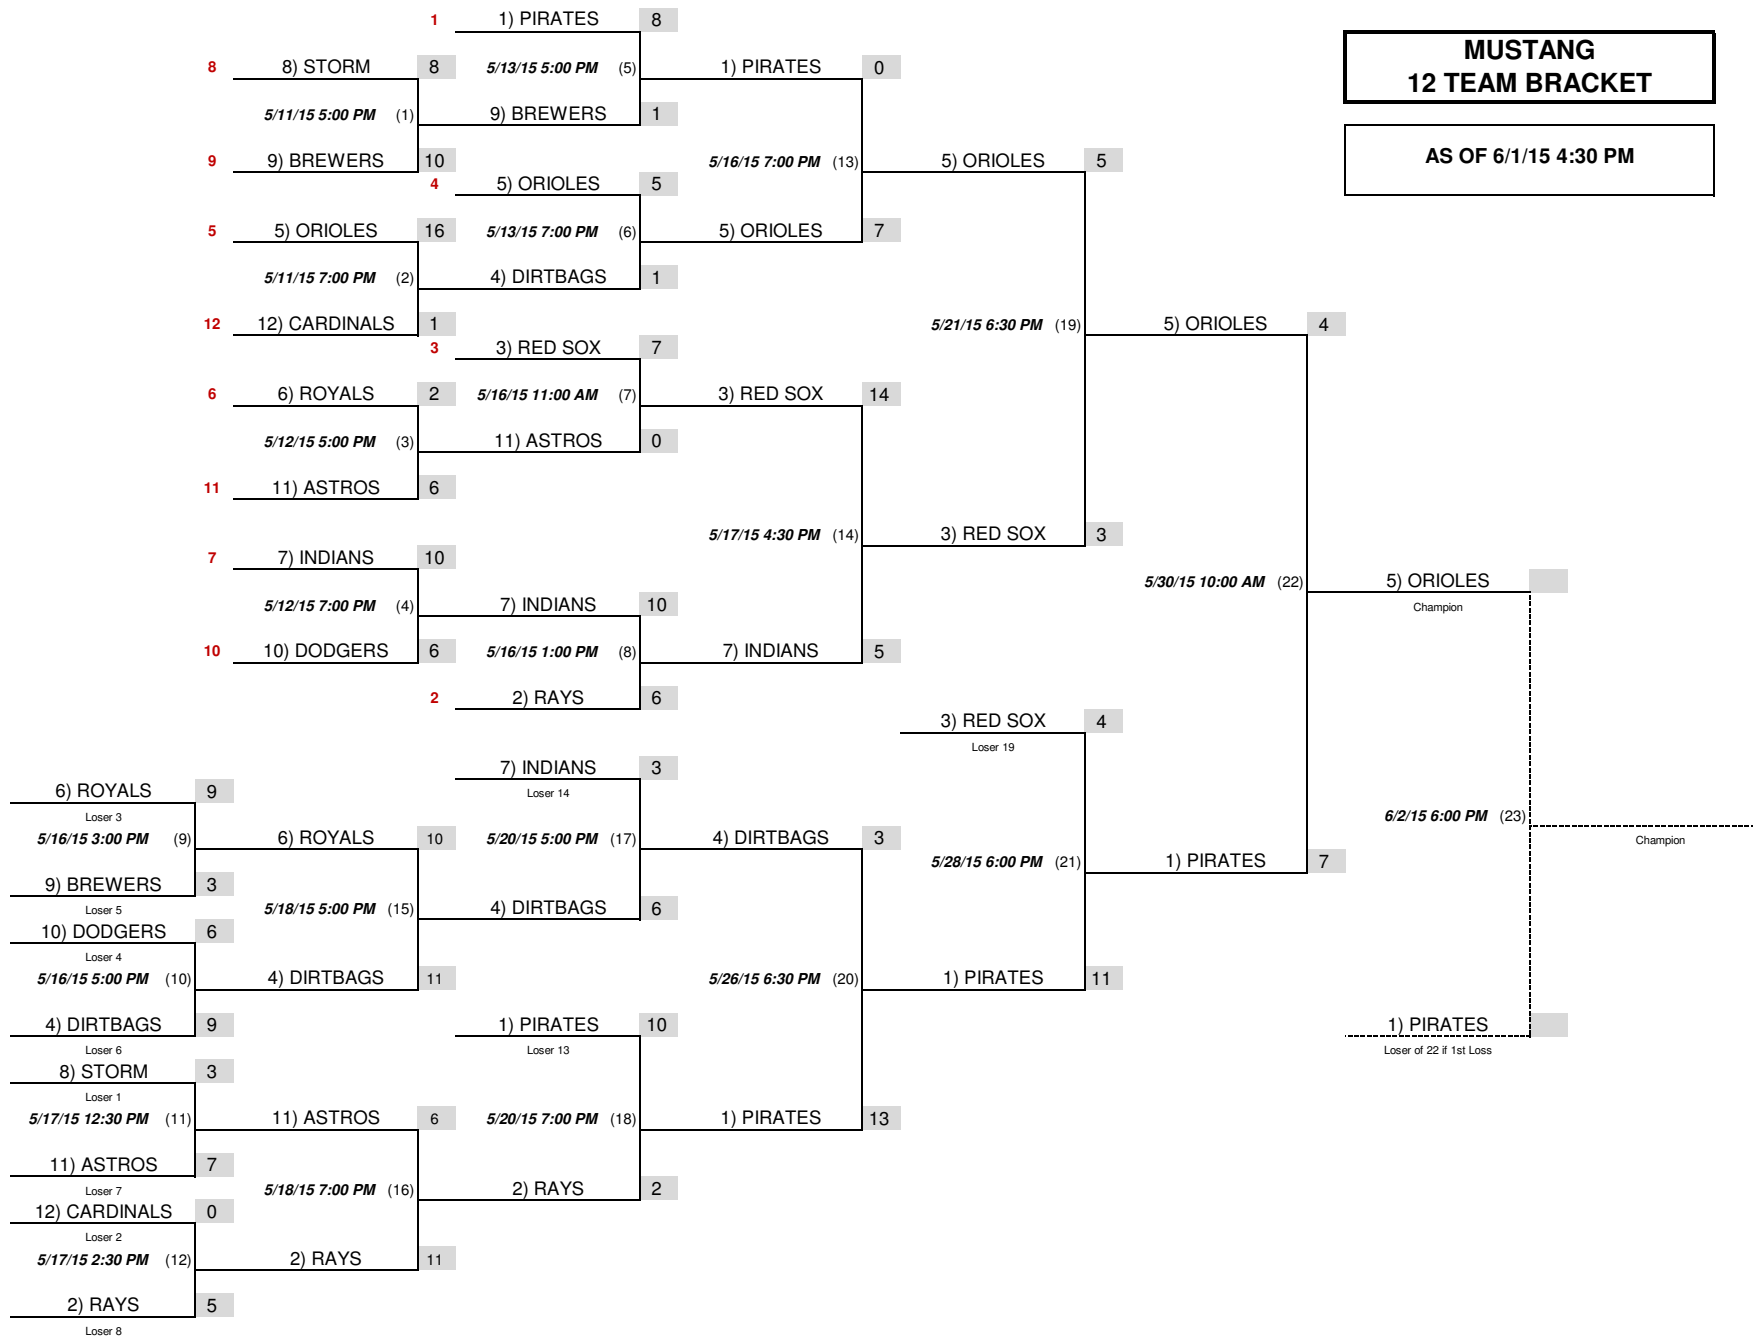 MUSTANG
12 TEAM BRACKET
AS OF 6/1/15 4:30 PM
1 1) PIRATES 8
8 8) STORM 8 5/13/15 5:00 PM (5) 1) PIRATES 0
5/11/15 5:00 PM (1) 9) BREWERS 1
9 9) BREWERS 10 5/16/15 7:00 PM (13) 5) ORIOLES 5
4 5) ORIOLES 5
5 5) ORIOLES 16 5/13/15 7:00 PM (6) 5) ORIOLES 7
5/11/15 7:00 PM (2) 4) DIRTBAGS 1
12 12) CARDINALS 1 5/21/15 6:30 PM (19) 5) ORIOLES 4
3 3) RED SOX 7
6 6) ROYALS 2 5/16/15 11:00 AM (7) 3) RED SOX 14
5/12/15 5:00 PM (3) 11) ASTROS 0
11 11) ASTROS 6
5/17/15 4:30 PM (14) 3) RED SOX 3
7 7) INDIANS 10
5/30/15 10:00 AM (22) 5) ORIOLES
5/12/15 7:00 PM (4) 7) INDIANS 10 Champion
10 10) DODGERS 6 5/16/15 1:00 PM (8) 7) INDIANS 5
2 2) RAYS 6
3) RED SOX 4
Loser 19
7) INDIANS 3
6) ROYALS 9 Loser 14
Loser 3 6/2/15 6:00 PM (23)
5/16/15 3:00 PM (9) 6) ROYALS 10 5/20/15 5:00 PM (17) 4) DIRTBAGS 3 Champion
5/28/15 6:00 PM (21) 1) PIRATES 7
9) BREWERS 3
Loser 5 5/18/15 5:00 PM (15) 4) DIRTBAGS 6
10) DODGERS 6
Loser 4
5/16/15 5:00 PM (10) 4) DIRTBAGS 11 5/26/15 6:30 PM (20) 1) PIRATES 11
4) DIRTBAGS 9 1) PIRATES 10 1) PIRATES
Loser 6 Loser 13 Loser of 22 if 1st Loss
8) STORM 3
Loser 1
5/17/15 12:30 PM (11) 11) ASTROS 6 5/20/15 7:00 PM (18) 1) PIRATES 13
11) ASTROS 7
Loser 7 5/18/15 7:00 PM (16) 2) RAYS 2
12) CARDINALS 0
Loser 2
5/17/15 2:30 PM (12) 2) RAYS 11
2) RAYS 5
Loser 8